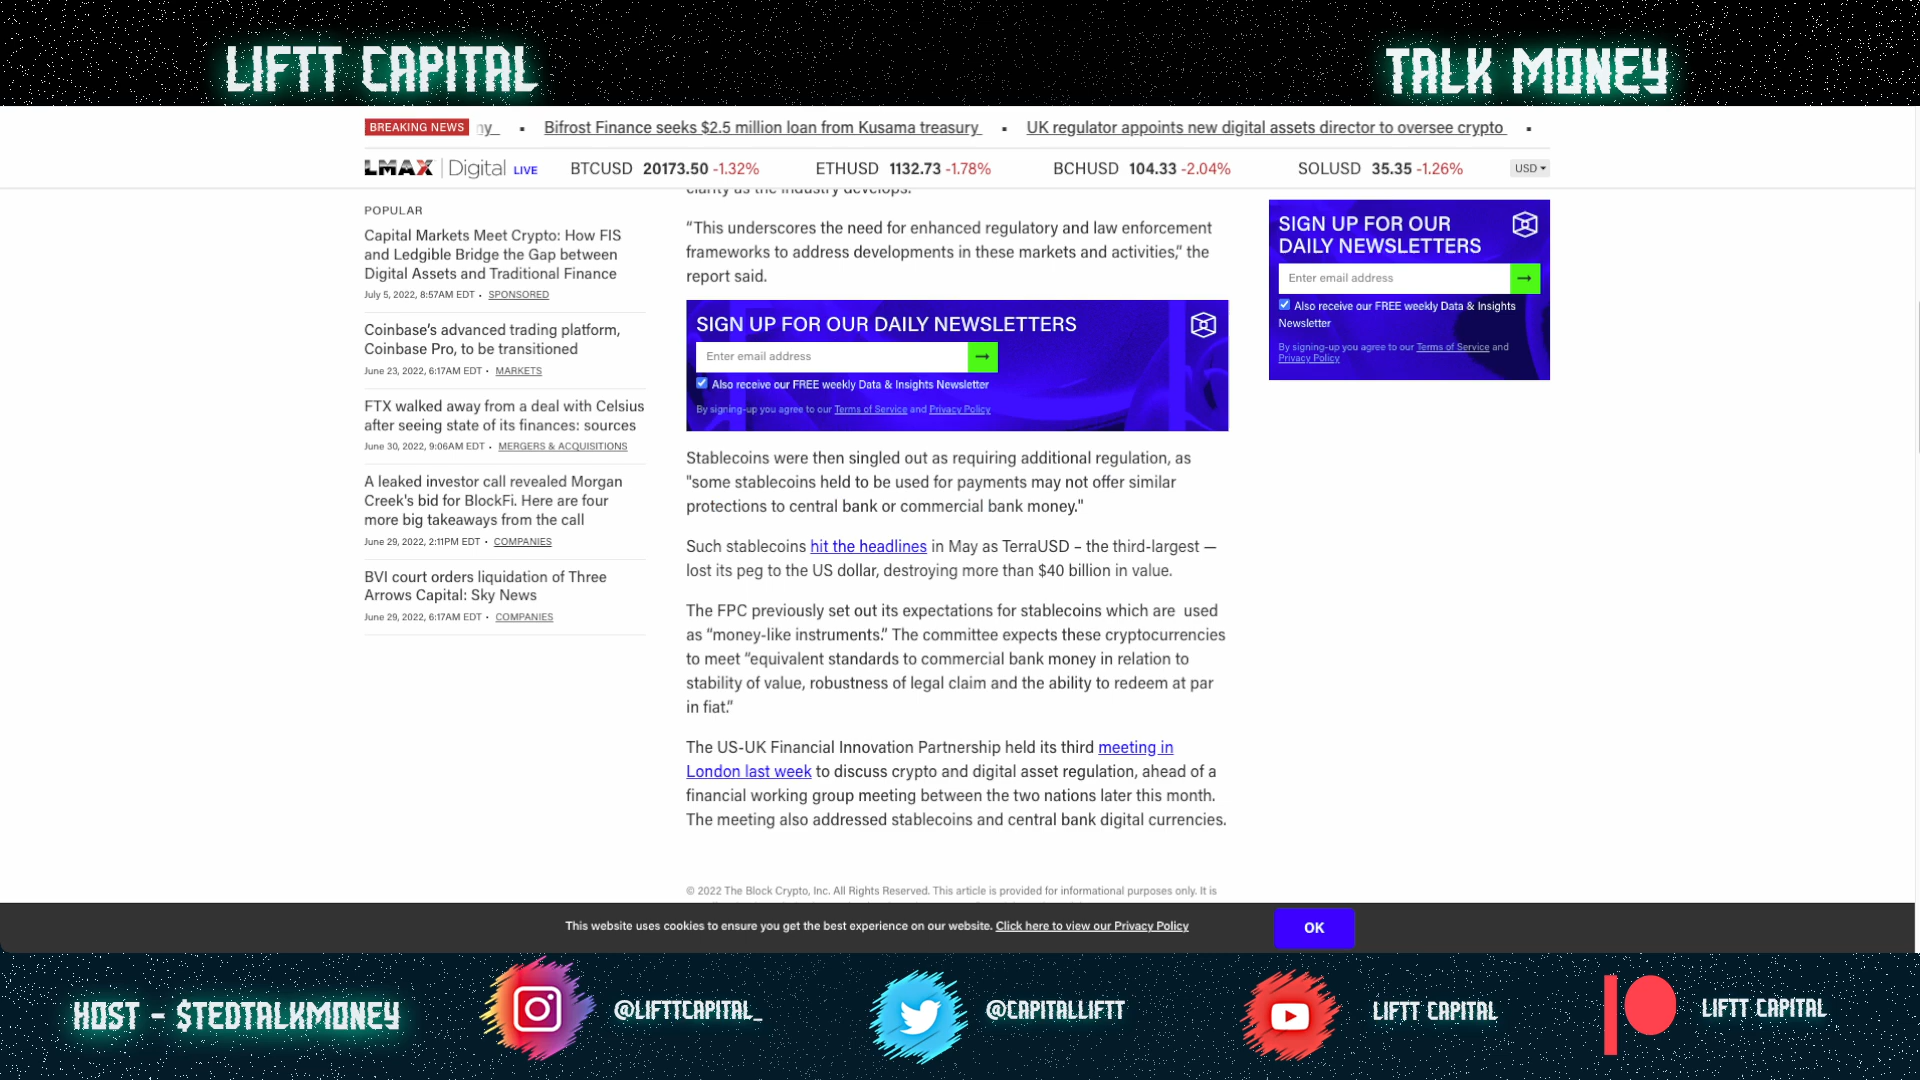 LIFTT CAPITAL
TALK MONEY
BREAKING NEWS ny ▪ Bifrost Finance seeks $2.5 million loan from Kusama treasury ▪ UK regulator appoints new digital assets director to oversee crypto ▪
LMAX | Digital LIVE BTCUSD 20173.50 -1.32% ETHUSD 1132.73 -1.78% BCHUSD 104.33 -2.04% SOLUSD 35.35 -1.26% USD
POPULAR
Capital Markets Meet Crypto: How FIS
and Ledgible Bridge the Gap between
Digital Assets and Traditional Finance
July 5, 2022, 8:57AM EDT • SPONSORED
Coinbase's advanced trading platform,
Coinbase Pro, to be transitioned
June 23, 2022, 6:17AM EDT • MARKETS
FTX walked away from a deal with Celsius
after seeing state of its finances: sources
June 30, 2022, 9:06AM EDT • MERGERS & ACQUISITIONS
A leaked investor call revealed Morgan
Creek's bid for BlockFi. Here are four
more big takeaways from the call
June 29, 2022, 2:11PM EDT • COMPANIES
BVI court orders liquidation of Three
Arrows Capital: Sky News
June 29, 2022, 6:17AM EDT • COMPANIES
clarity as the industry develops.
“This underscores the need for enhanced regulatory and law enforcement
frameworks to address developments in these markets and activities,” the
report said.
SIGN UP FOR OUR DAILY NEWSLETTERS
Enter email address →
Also receive our FREE weekly Data & Insights Newsletter
By signing-up you agree to our Terms of Service and Privacy Policy
Stablecoins were then singled out as requiring additional regulation, as
"some stablecoins held to be used for payments may not offer similar
protections to central bank or commercial bank money."
Such stablecoins hit the headlines in May as TerraUSD – the third-largest —
lost its peg to the US dollar, destroying more than $40 billion in value.
The FPC previously set out its expectations for stablecoins which are  used
as “money-like instruments.” The committee expects these cryptocurrencies
to meet “equivalent standards to commercial bank money in relation to
stability of value, robustness of legal claim and the ability to redeem at par
in fiat.”
The US-UK Financial Innovation Partnership held its third meeting in
London last week to discuss crypto and digital asset regulation, ahead of a
financial working group meeting between the two nations later this month.
The meeting also addressed stablecoins and central bank digital currencies.
© 2022 The Block Crypto, Inc. All Rights Reserved. This article is provided for informational purposes only. It is
SIGN UP FOR OUR
DAILY NEWSLETTERS
Enter email address →
Also receive our FREE weekly Data & Insights
Newsletter
By signing-up you agree to our Terms of Service and
Privacy Policy
This website uses cookies to ensure you get the best experience on our website. Click here to view our Privacy Policy
OK
HOST - $TEDTALKMONEY
@LIFTTCAPITAL_
@CAPITALLIFTT
LIFTT CAPITAL
LIFTT CAPITAL